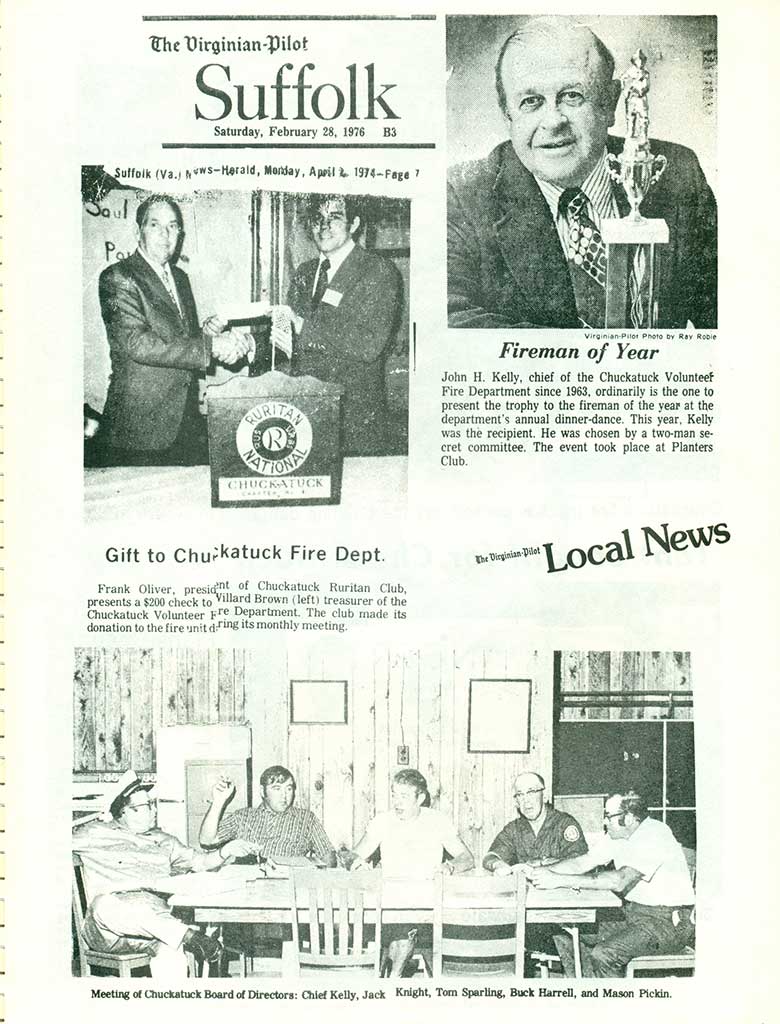 The Virginian-Pilot
Suffolk
Saturday, February 28, 1976 B3
Suffolk (Va.) News-Herald, Monday, April 1974-Page 7
RURITAN
R
NATIONAL
CHUCKATUCK
Virginian-Pilot Photo by Ray Robie
Fireman of Year
John H. Kelly, chief of the Chuckatuck Volunteer
Fire Department since 1963, ordinarily is the one to
present the trophy to the fireman of the year at the
department's annual dinner-dance. This year, Kelly
was the recipient. He was chosen by a two-man se-
cret committee. The event took place at Planters
Club.
Gift to Chuckatuck Fire Dept.
Frank Oliver, president of Chuckatuck Ruritan Club,
presents a $200 check to Villard Brown (left) treasurer of the
Chuckatuck Volunteer Fire Department. The club made its
donation to the fire unit during its monthly meeting.
The Virginian-Pilot
Local News
Meeting of Chuckatuck Board of Directors: Chief Kelly, Jack Knight, Tom Sparling, Buck Harrell, and Mason Pickin.